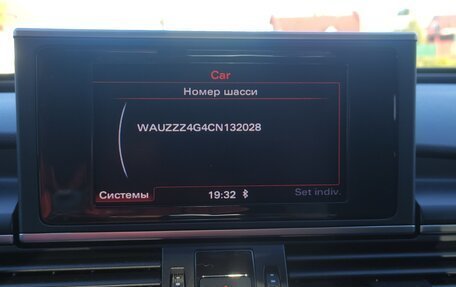 Car
Номер шасси
WAUZZZ4G4CN132028
Системы 19:32 Set indiv.